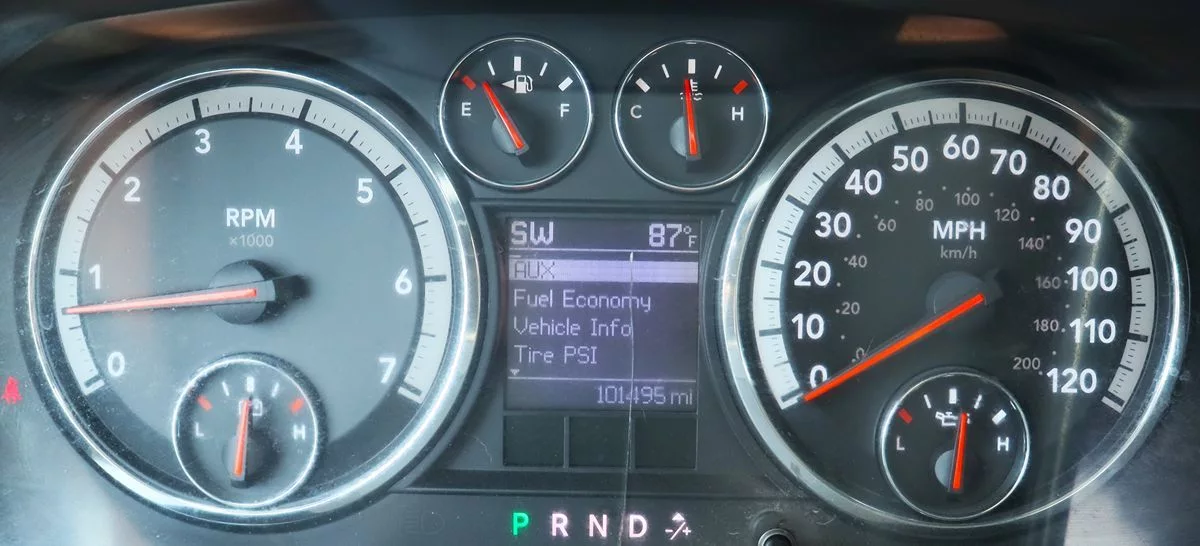 E F
C H
0 1 2 3 4 5 6 7
RPM
×1000
L H
SW 87°F
AUX
Fuel Economy
Vehicle Info
Tire PSI
101495 mi
0 10 20 30 40 50 60 70 80 90 100 110 120
0 20 40 60 80 100 120 140 160 180 200
MPH
km/h
L H
P R N D -/+